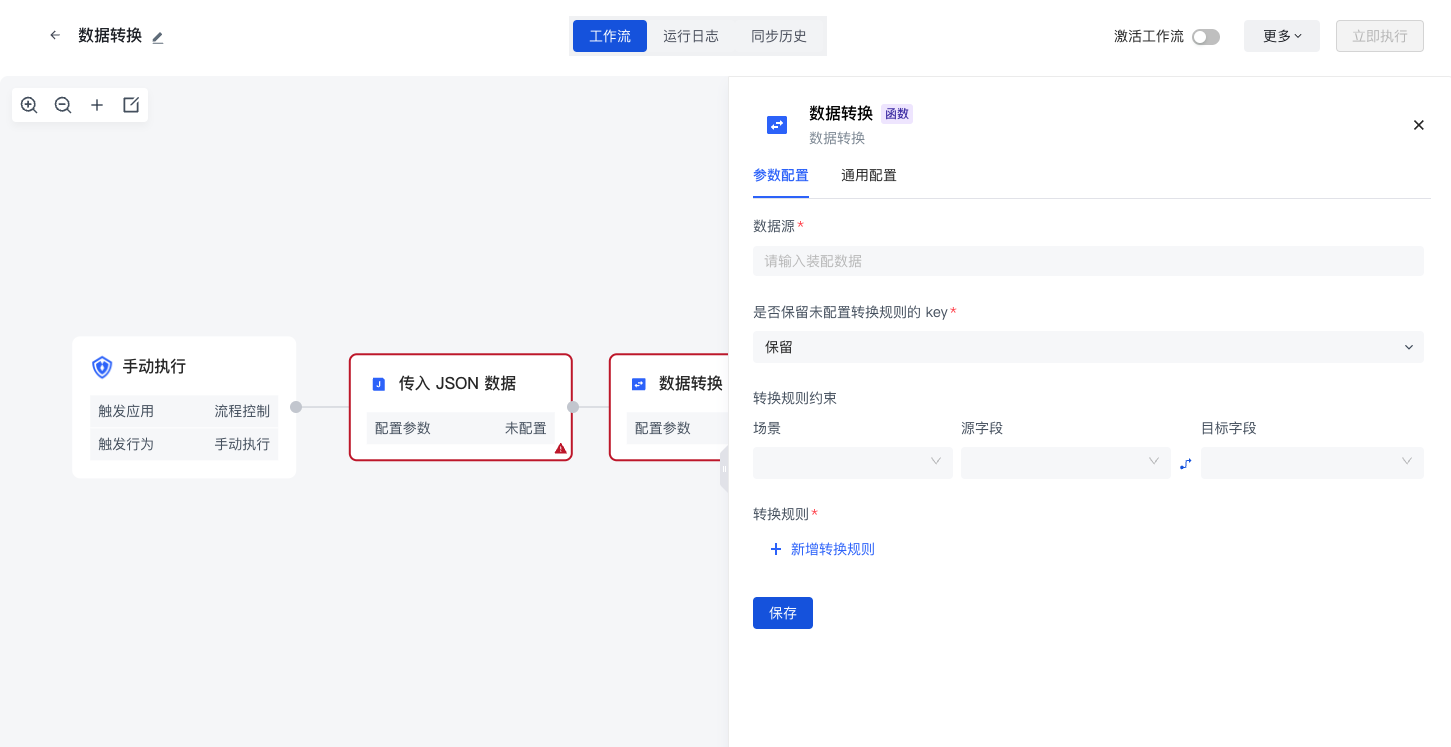 数据转换
工作流 运行日志 同步历史
激活工作流 更多 立即执行
手动执行
触发应用 流程控制
触发行为 手动执行
传入 JSON 数据
配置参数 未配置
数据转换
配置参数
数据转换 函数
数据转换
参数配置 通用配置
数据源*
请输入装配数据
是否保留未配置转换规则的 key*
保留
转换规则约束
场景 源字段 目标字段
转换规则*
新增转换规则
保存